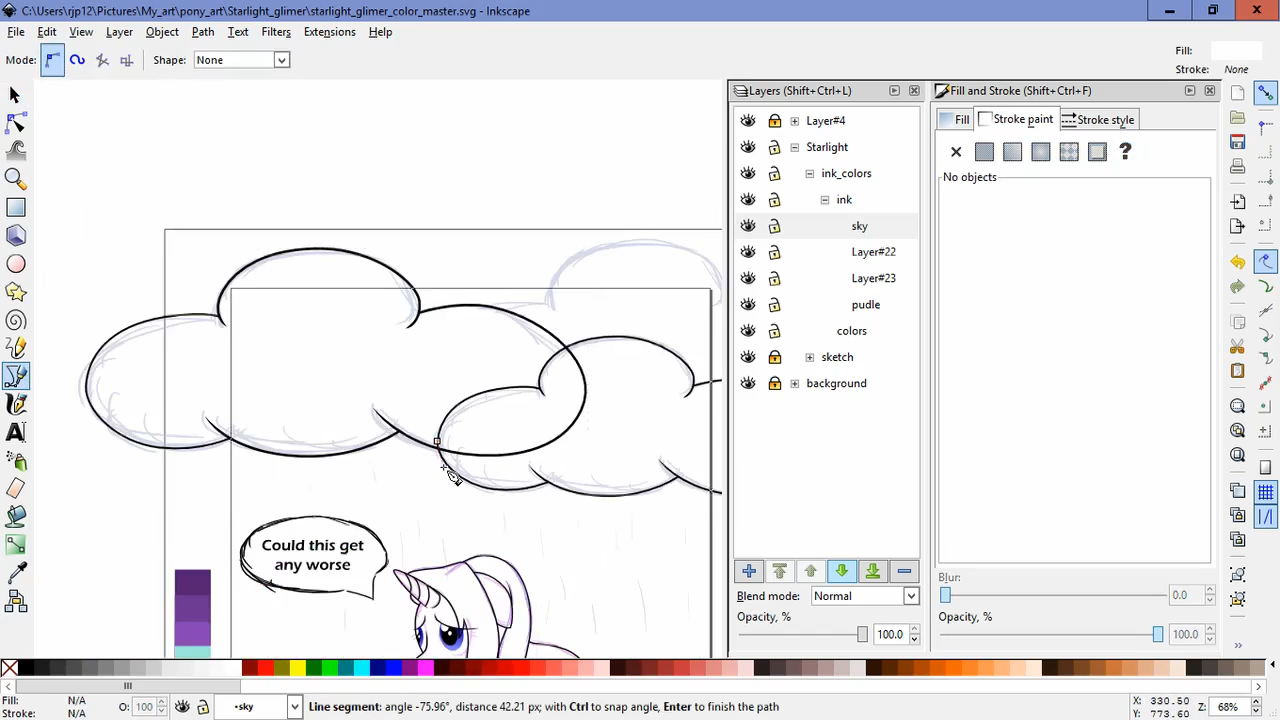 C:\Users\rjp12\Pictures\My_art\pony_art\Starlight_glimer\starlight_glimer_color_master.svg - Inkscape
File Edit View Layer Object Path Text Filters Extensions Help
Mode: Shape: None
Fill:
Stroke: None
Layers (Shift+Ctrl+L)
Fill and Stroke (Shift+Ctrl+F)
Layer#4
Starlight
ink_colors
ink
sky
Layer#22
Layer#23
pudle
colors
sketch
background
Fill Stroke paint Stroke style
?
No objects
Could this get
any worse
Blend mode: Normal
Opacity, % 100.0
Blur: 0.0
Opacity, %
100.0
Fill: N/A
Stroke: N/A
O: 100
•sky
Line segment: angle -75.96°, distance 42.21 px; with Ctrl to snap angle, Enter to finish the path
X: 330.50
Y: 773.60
Z: 68%